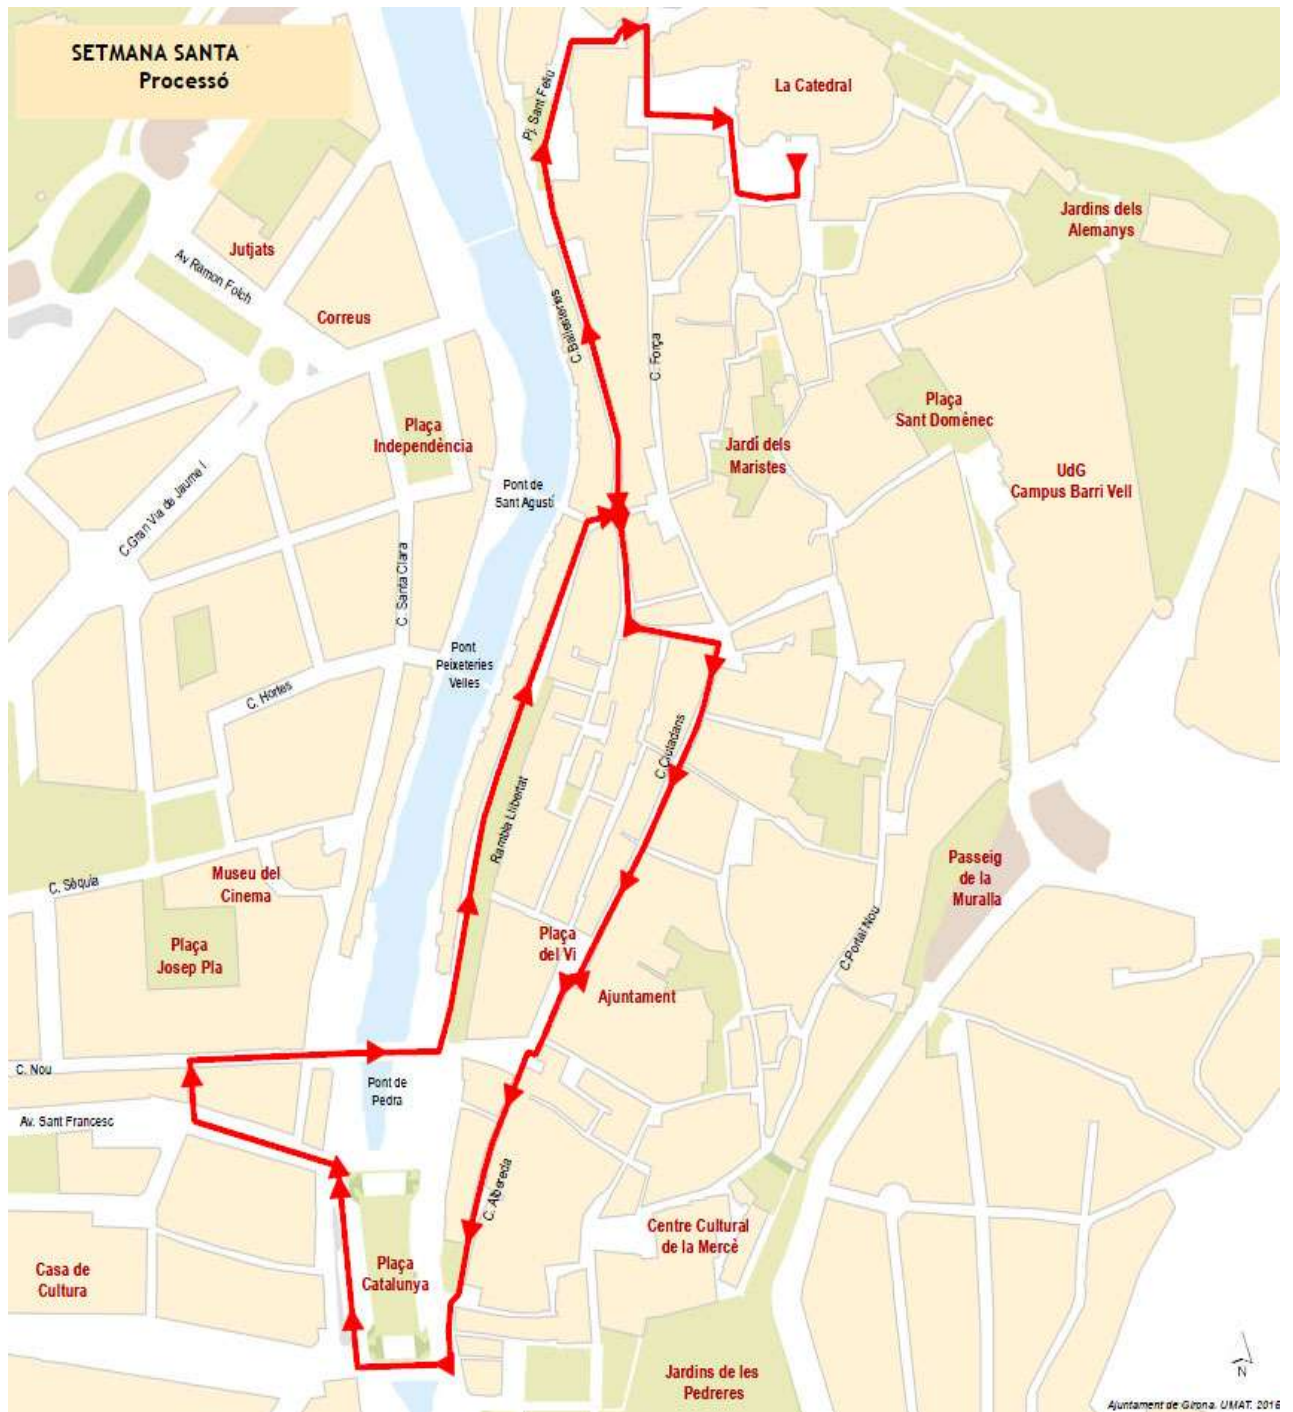 SETMANA SANTA
Processó
La Catedral
Pj. Sant Feliu
Jardins dels
Alemanys
Jutjats
Av Ramon Folch
Correus
C.Ballesteries
C. Força
Plaça
Sant Domènec
Plaça
Independència
Jardí dels
Maristes
UdG
Campus Barri Vell
Pont de
Sant Agustí
C.Gran Via de Jaume I
C. Santa Clara
Pont
Peixeteries
Velles
C. Hortes
C.Ciutadans
Rambla Llibertat
Museu del
Cinema
C. Sèquia
Passeig
de la
Muralla
Plaça
Josep Pla
Plaça
del Vi
C.Portal Nou
Ajuntament
C. Nou
Pont de
Pedra
Av. Sant Francesc
C. Albereda
Centre Cultural
de la Mercè
Casa de
Cultura
Plaça
Catalunya
Jardins de les
Pedreres
N
Ajuntament de Girona. UMAT. 2016